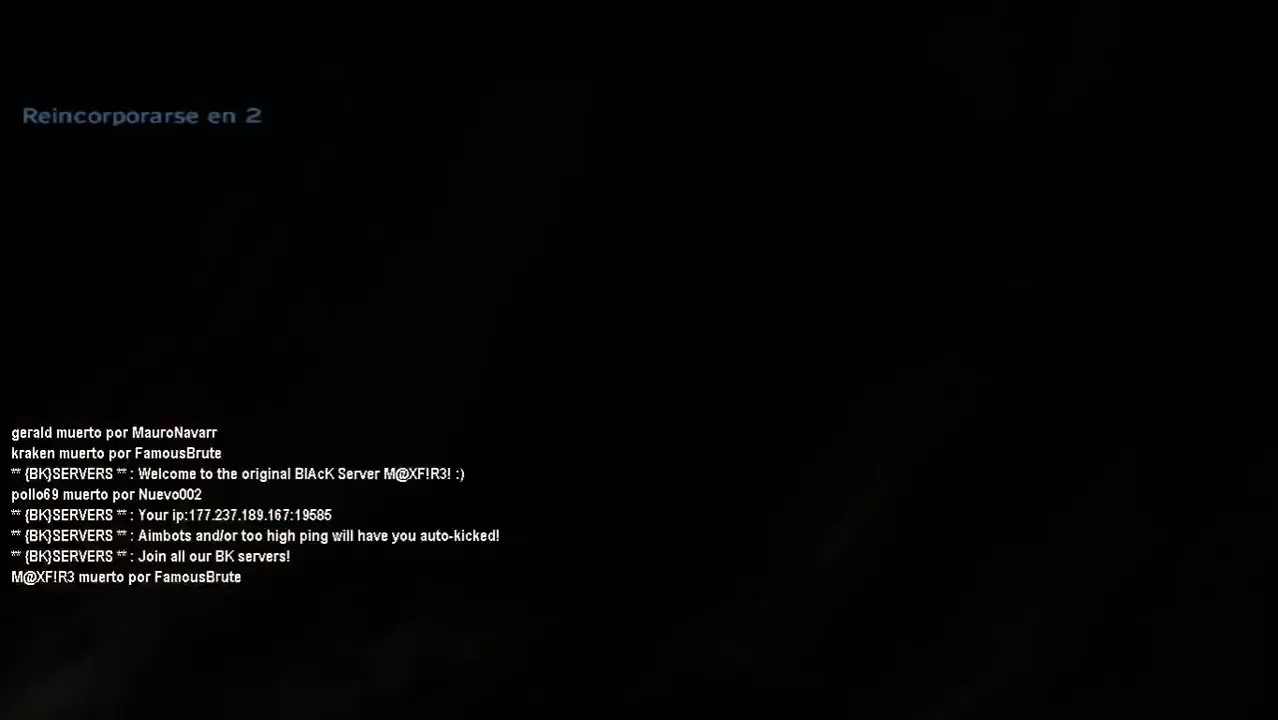 Reincorporarse en 2
gerald muerto por MauroNavarr
kraken muerto por FamousBrute
** {BK}SERVERS ** : Welcome to the original BlAcK Server M@XF!R3! :)
pollo69 muerto por Nuevo002
** {BK}SERVERS ** : Your ip:177.237.189.167:19585
** {BK}SERVERS ** : Aimbots and/or too high ping will have you auto-kicked!
** {BK}SERVERS ** : Join all our BK servers!
M@XF!R3 muerto por FamousBrute